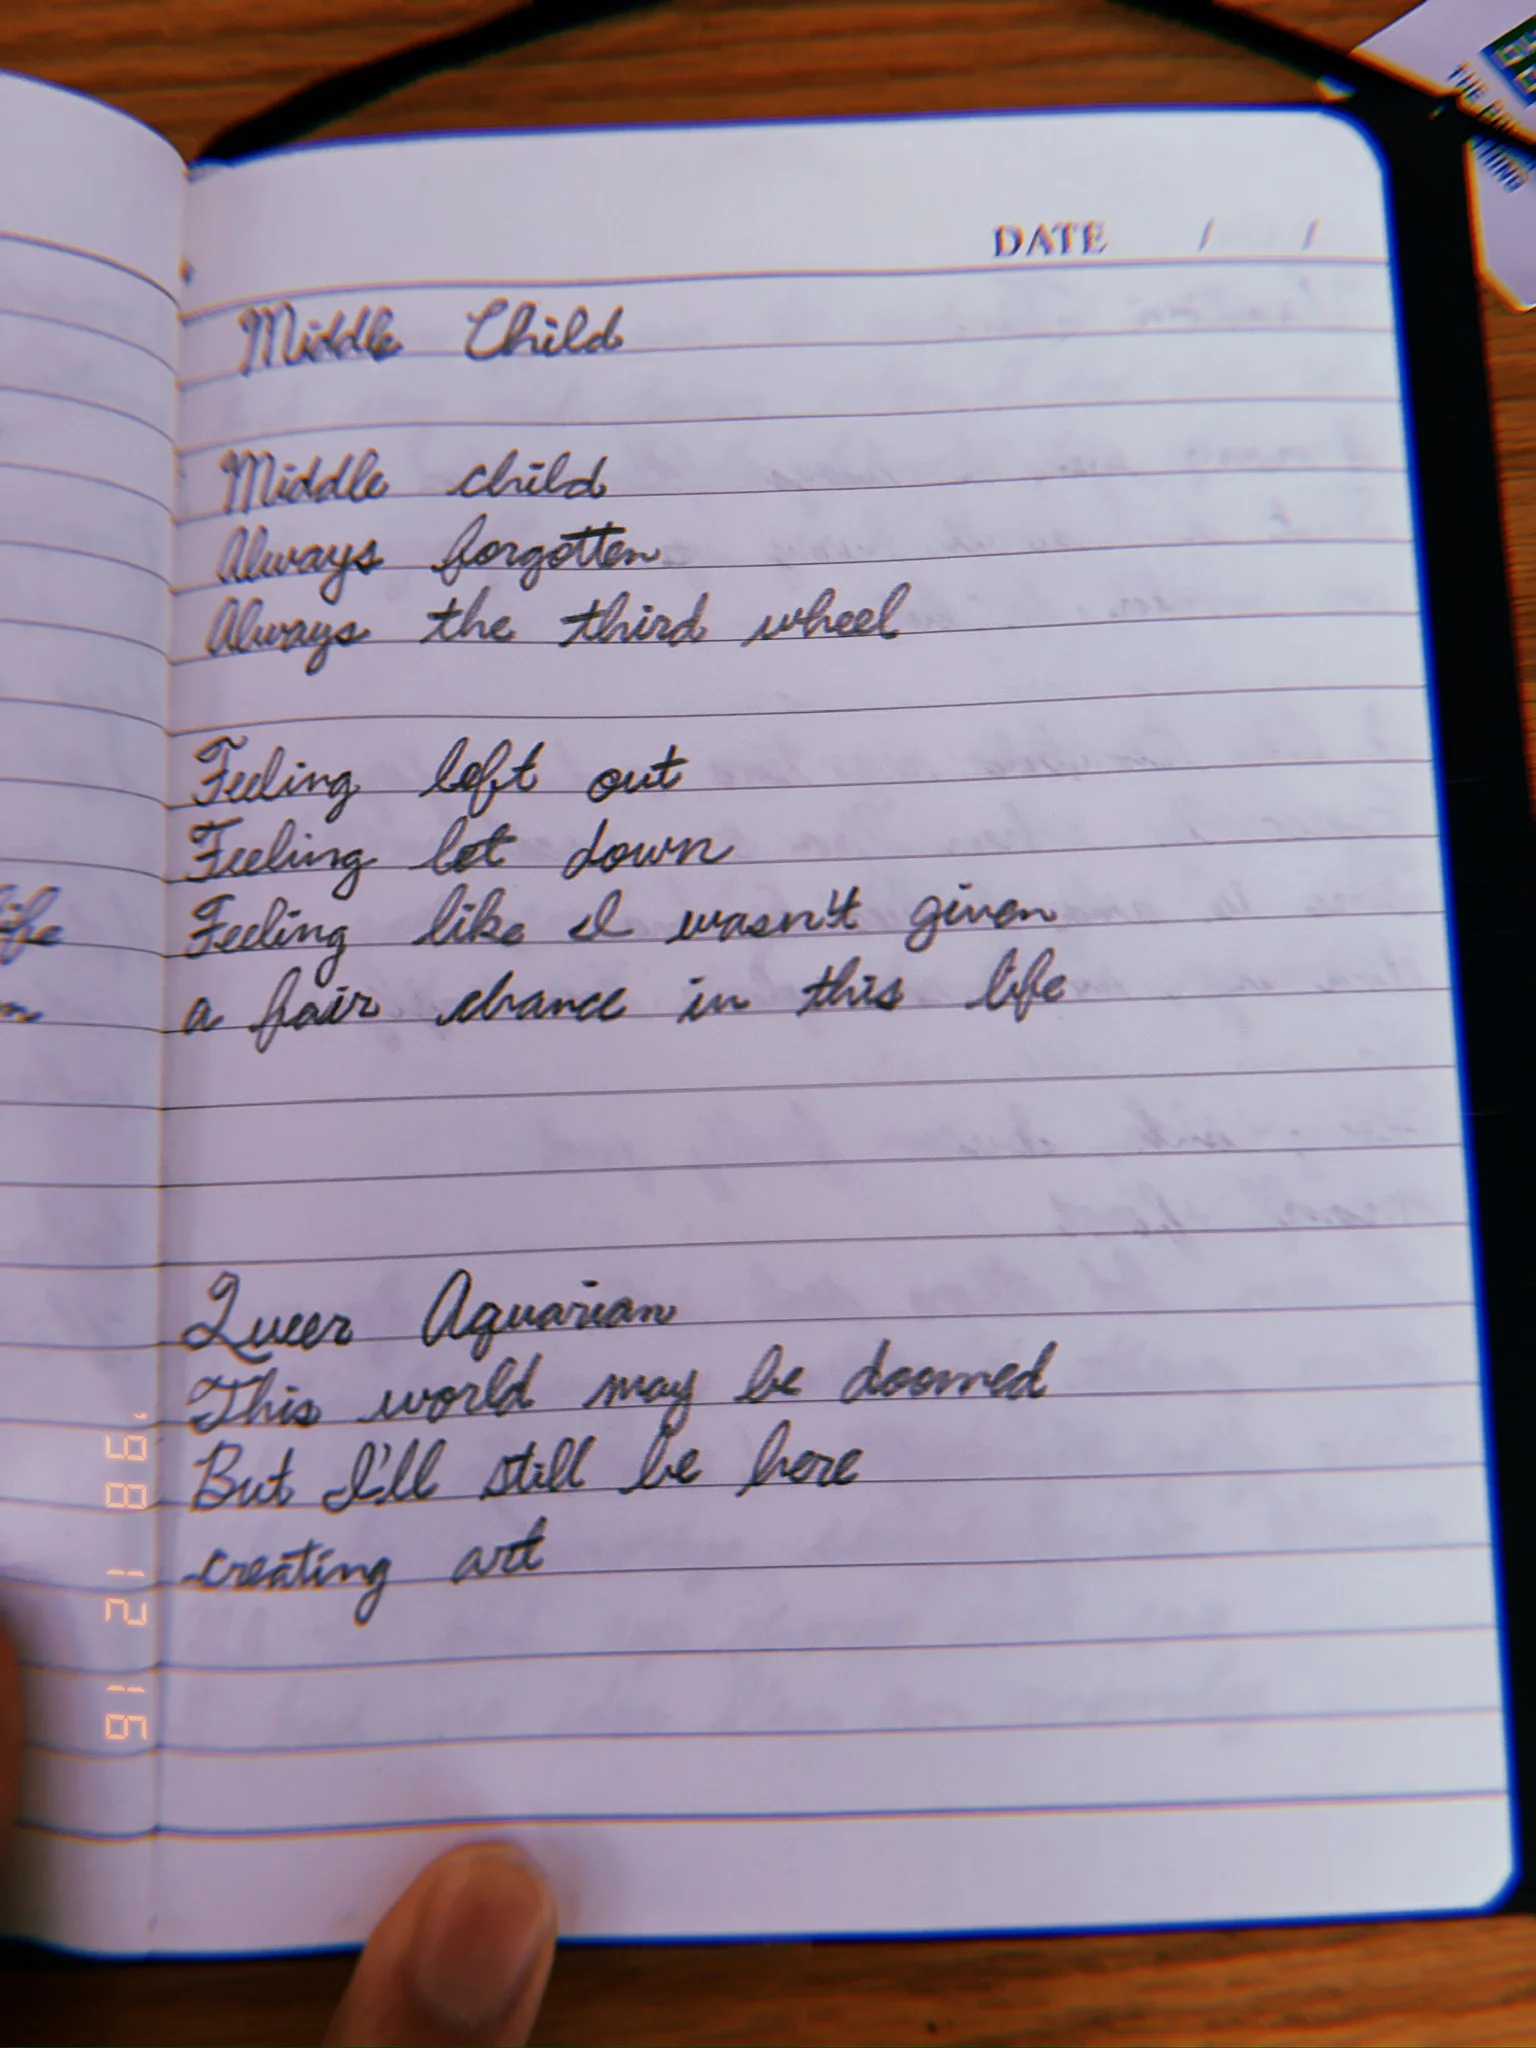 DATE / /
Middle Child
Middle child
Always forgotten
Always the third wheel
Feeling left out
Feeling let down
Feeling like I wasn't given
a fair chance in this life
Queer Aquarian
This world may be doomed
But I'll still be here
creating art
life
'98 12 16
THE